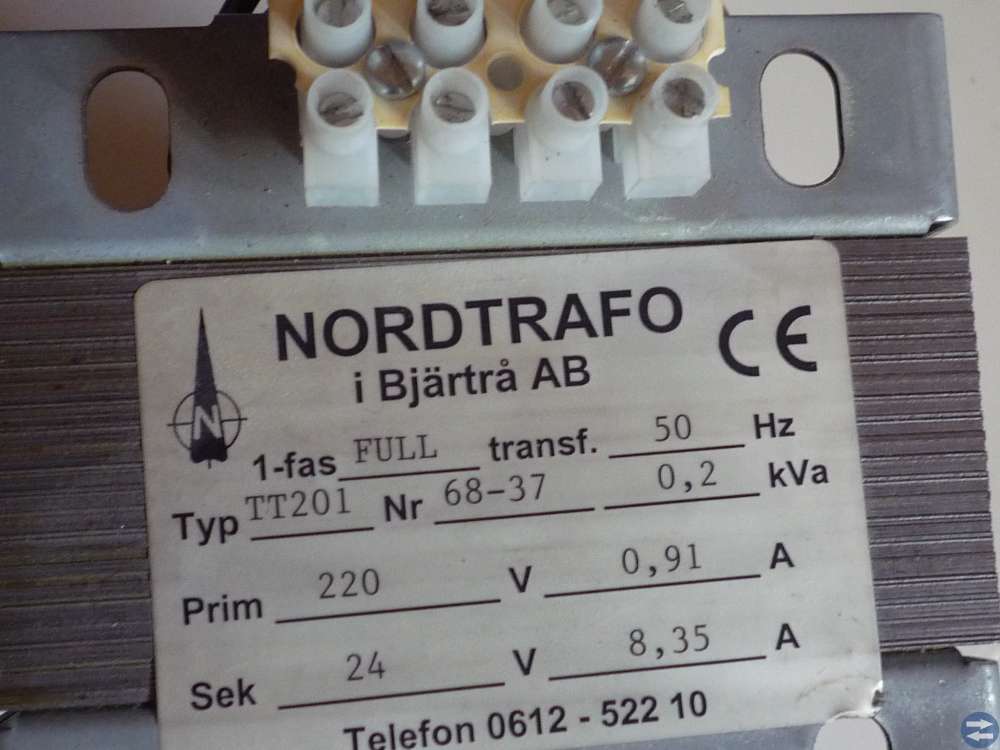 NORDTRAFO
i Bjärtrå AB
CE
N
1-fas FULL transf. 50 Hz
Typ TT201 Nr 68-37 0,2 kVa
Prim 220 V 0,91 A
Sek 24 V 8,35 A
Telefon 0612 - 522 10